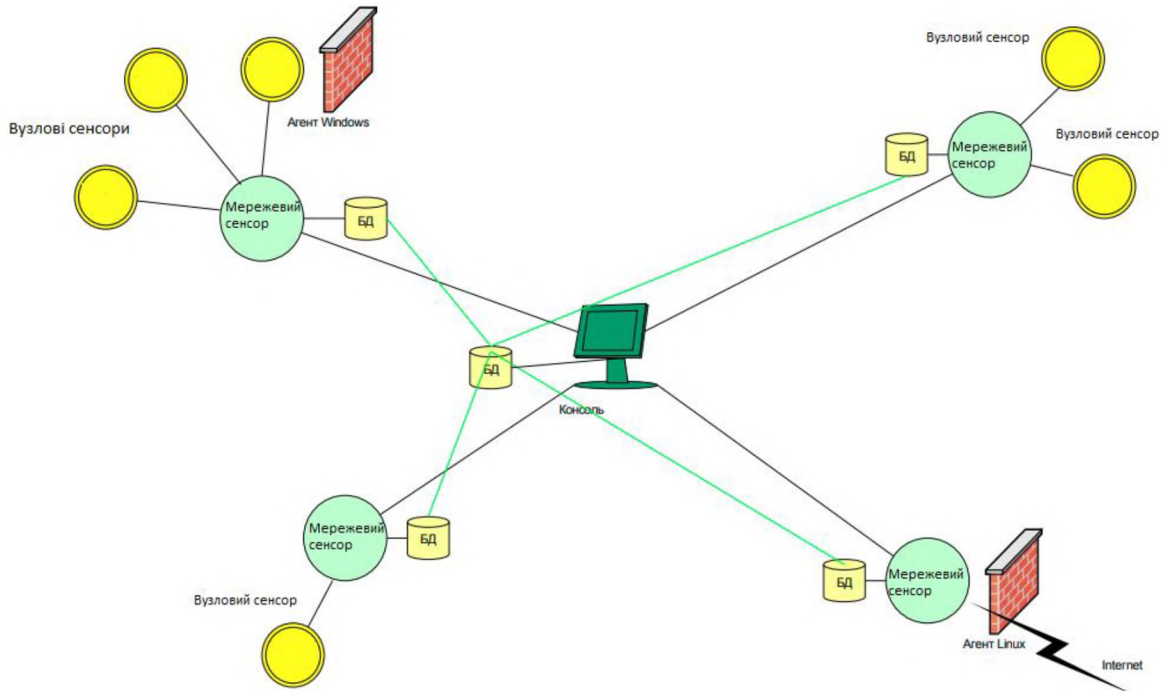 Вузловий сенсор
Агент Windows
Вузлові сенсори
Вузловий сенсор
БД
Мережевий
сенсор
Мережевий
сенсор
БД
БД
Консоль
Мережевий
сенсор
БД
Мережевий
сенсор
БД
Вузловий сенсор
Агент Linux
Internet